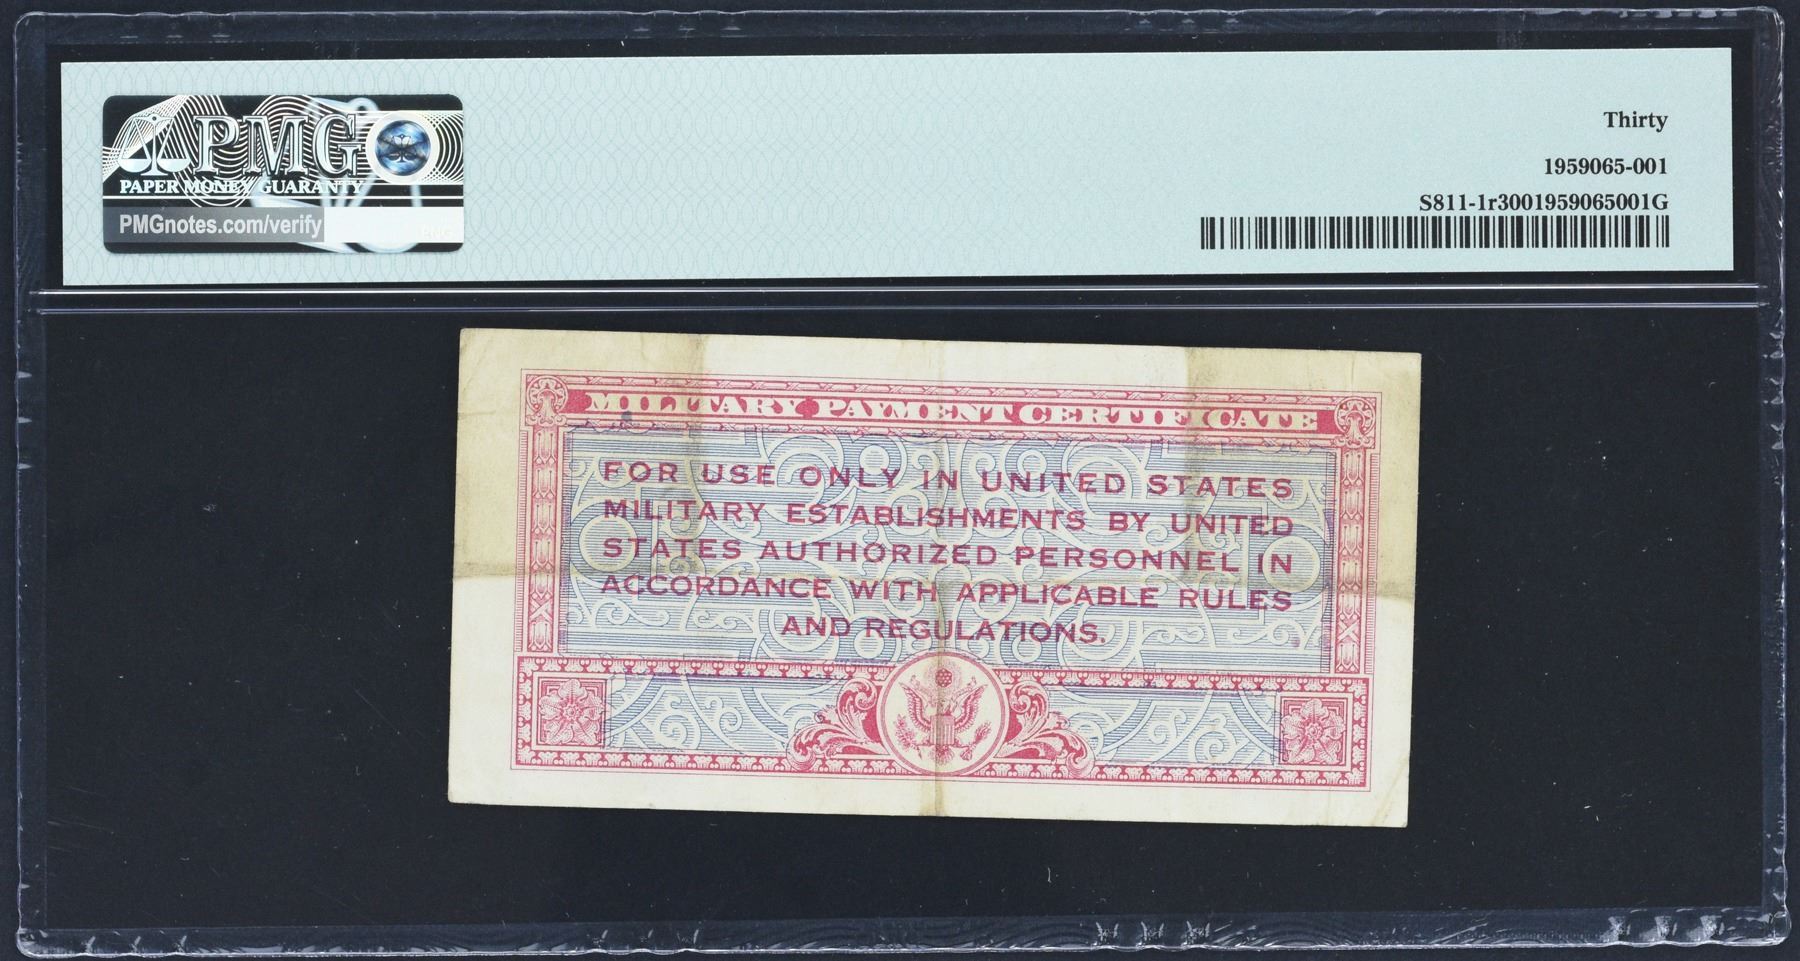 PMG
PAPER MONEY GUARANTY
PMGnotes.com/verify
Thirty
1959065-001
S811-1r3001959065001G
MILITARY PAYMENT CERTIFICATE
FOR USE ONLY IN UNITED STATES
MILITARY ESTABLISHMENTS BY UNITED
STATES AUTHORIZED PERSONNEL IN
ACCORDANCE WITH APPLICABLE RULES
AND REGULATIONS.